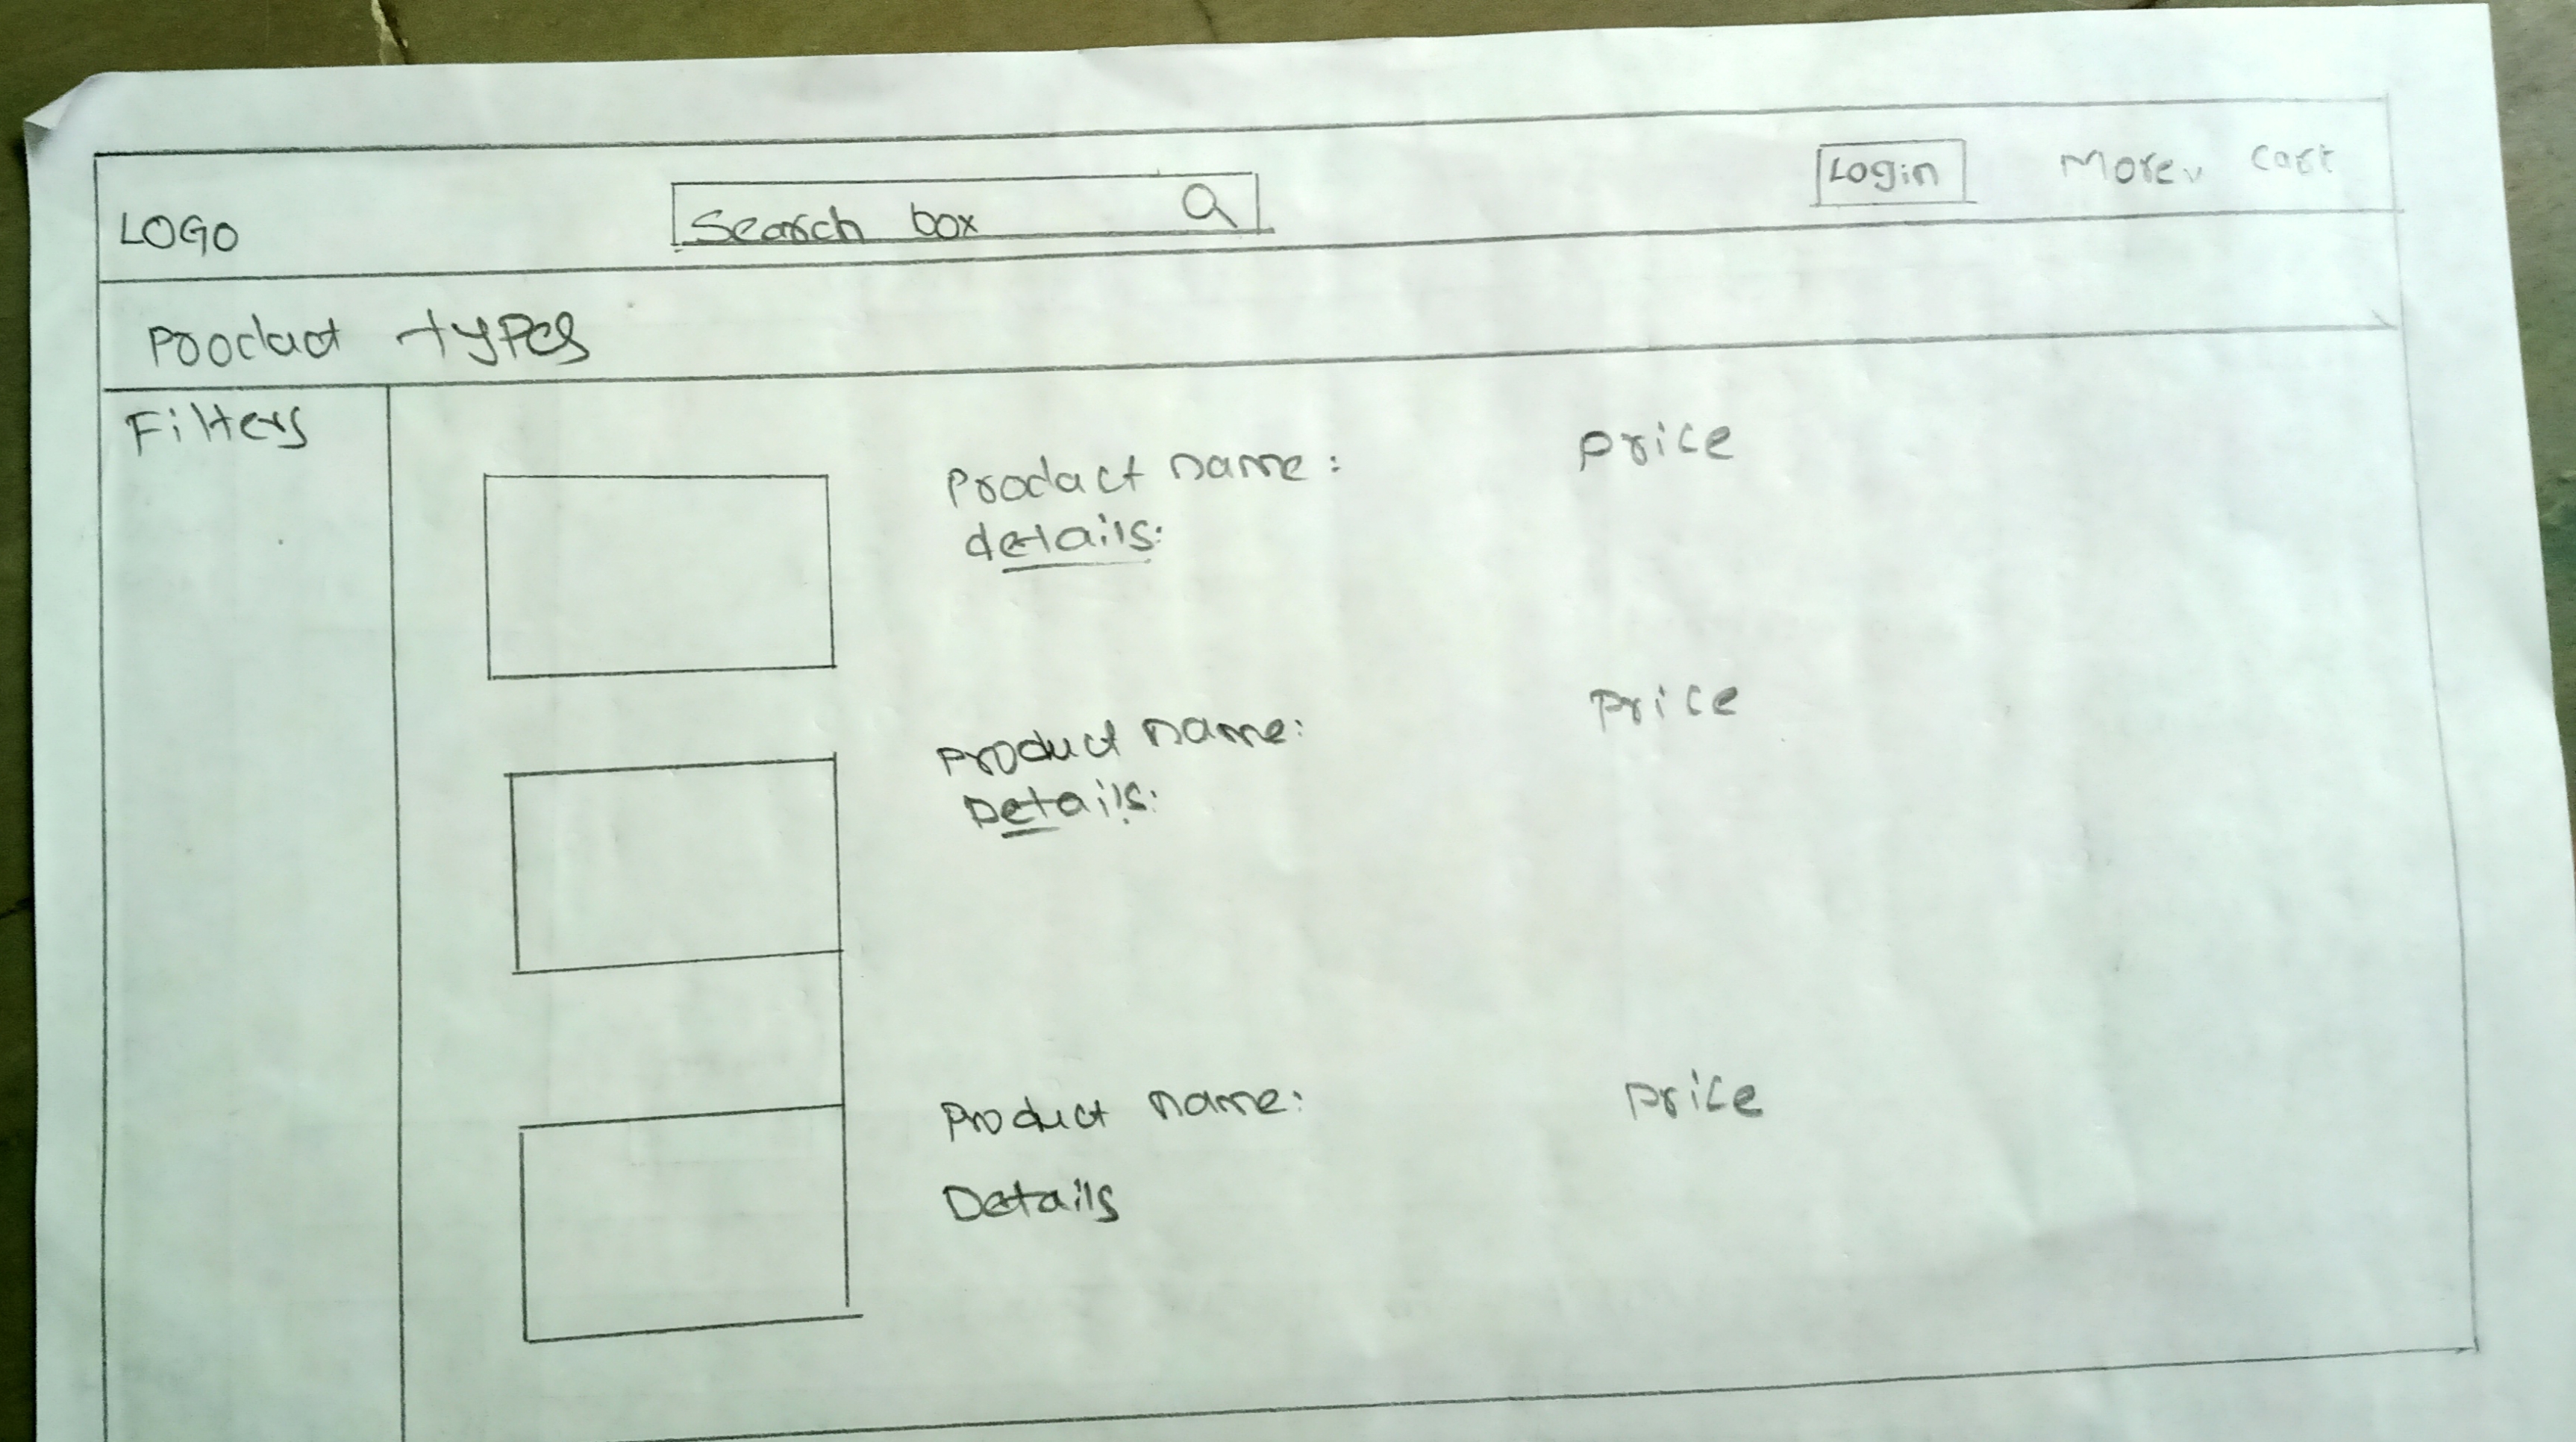 LOGO
Search box
Login
More
Cart
Product types
Filters
Product name:
details:
Price
Product name:
Details:
Price
Product name:
Details
Price